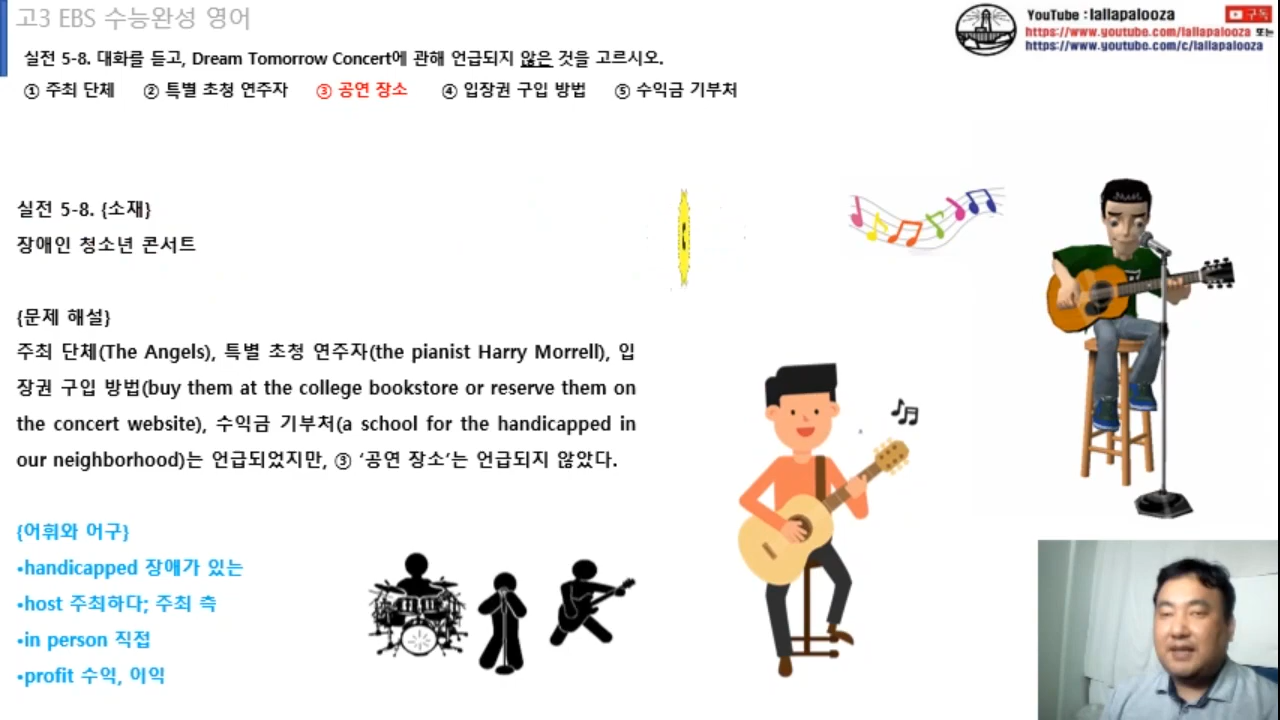 고3 EBS 수능완성 영어
YouTube : lallapalooza
구독
https://www.youtube.com/lallapalooza 또는
https://www.youtube.com/c/lallapalooza
실전 5-8. 대화를 듣고, Dream Tomorrow Concert에 관해 언급되지 않은 것을 고르시오.
① 주최 단체 ② 특별 초청 연주자 ③ 공연 장소 ④ 입장권 구입 방법 ⑤ 수익금 기부처
실전 5-8. {소재}
장애인 청소년 콘서트
{문제 해설}
주최 단체(The Angels), 특별 초청 연주자(the pianist Harry Morrell), 입
장권 구입 방법(buy them at the college bookstore or reserve them on
the concert website), 수익금 기부처(a school for the handicapped in
our neighborhood)는 언급되었지만, ③ ‘공연 장소’는 언급되지 않았다.
{어휘와 어구}
•handicapped 장애가 있는
•host 주최하다; 주최 측
•in person 직접
•profit 수익, 이익